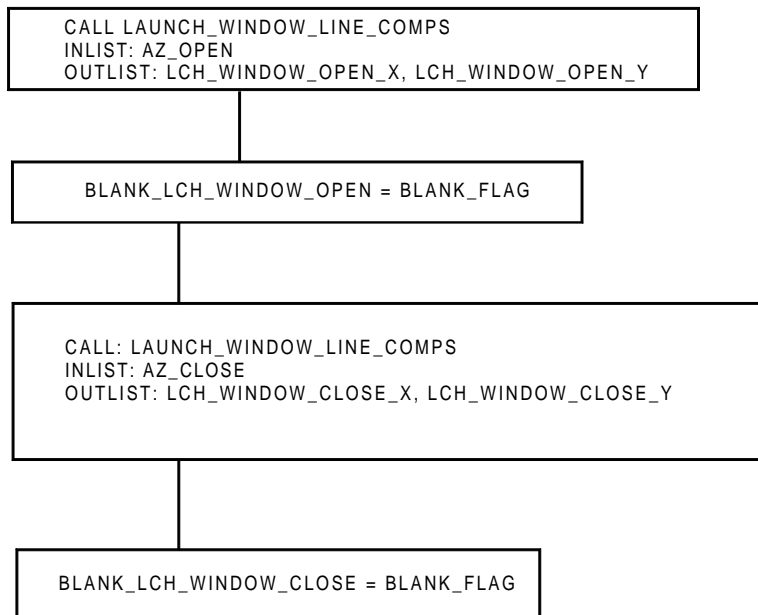 CALL LAUNCH_WINDOW_LINE_COMPS
INLIST: AZ_OPEN
OUTLIST: LCH_WINDOW_OPEN_X, LCH_WINDOW_OPEN_Y
BLANK_LCH_WINDOW_OPEN = BLANK_FLAG
CALL: LAUNCH_WINDOW_LINE_COMPS
INLIST: AZ_CLOSE
OUTLIST: LCH_WINDOW_CLOSE_X, LCH_WINDOW_CLOSE_Y
BLANK_LCH_WINDOW_CLOSE = BLANK_FLAG